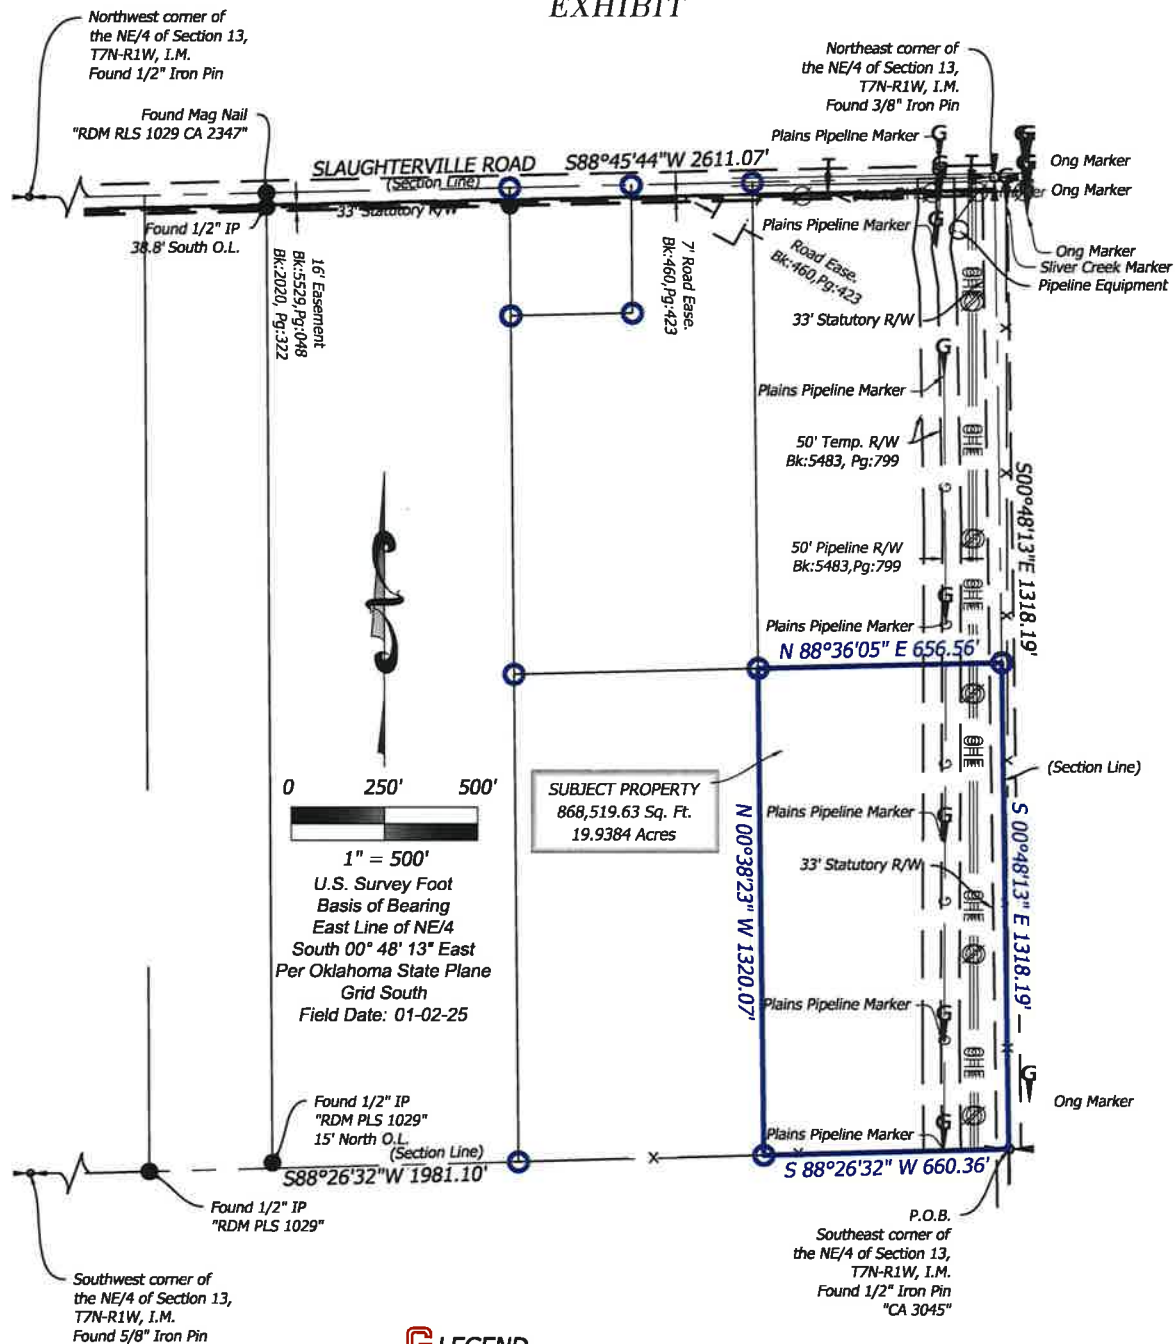 EXHIBIT
Northwest corner of
the NE/4 of Section 13,
T7N-R1W, I.M.
Found 1/2" Iron Pin
Northeast corner of
the NE/4 of Section 13,
T7N-R1W, I.M.
Found 3/8" Iron Pin
Found Mag Nail
"RDM RLS 1029 CA 2347"
Plains Pipeline Marker
G
G
Ong Marker
SLAUGHTERVILLE ROAD
S88°45'44"W 2611.07'
(Section Line)
Ong Marker
33' Statutory R/W
Found 1/2" IP
38.8' South O.L.
Plains Pipeline Marker
G
Ong Marker
Sliver Creek Marker
Pipeline Equipment
16' Easement
Bk:5529,Pg:048
Bk:2020, Pg:322
7' Road Ease.
Bk:460,Pg:423
Road Ease.
Bk:460,Pg:423
33' Statutory R/W
OHE
G
Plains Pipeline Marker
50' Temp. R/W
Bk:5483, Pg:799
OHE
S00°48'13"E 1318.19'
50' Pipeline R/W
Bk:5483,Pg:799
OHE
G
Plains Pipeline Marker
N 88°36'05" E 656.56'
OHE
(Section Line)
0 250' 500'
SUBJECT PROPERTY
868,519.63 Sq. Ft.
19.9384 Acres
N 00°38'23" W 1320.07'
Plains Pipeline Marker
G
S 00°48'13" E 1318.19'
1" = 500'
U.S. Survey Foot
Basis of Bearing
East Line of NE/4
South 00° 48' 13" East
Per Oklahoma State Plane
Grid South
Field Date: 01-02-25
33' Statutory R/W
OHE
Plains Pipeline Marker
G
OHE
G
Ong Marker
Found 1/2" IP
"RDM PLS 1029"
15' North O.L.
(Section Line)
Plains Pipeline Marker
G
S88°26'32"W 1981.10'
S 88°26'32" W 660.36'
Found 1/2" IP
"RDM PLS 1029"
P.O.B.
Southeast corner of
the NE/4 of Section 13,
T7N-R1W, I.M.
Found 1/2" Iron Pin
"CA 3045"
Southwest corner of
the NE/4 of Section 13,
T7N-R1W, I.M.
Found 5/8" Iron Pin
LEGEND